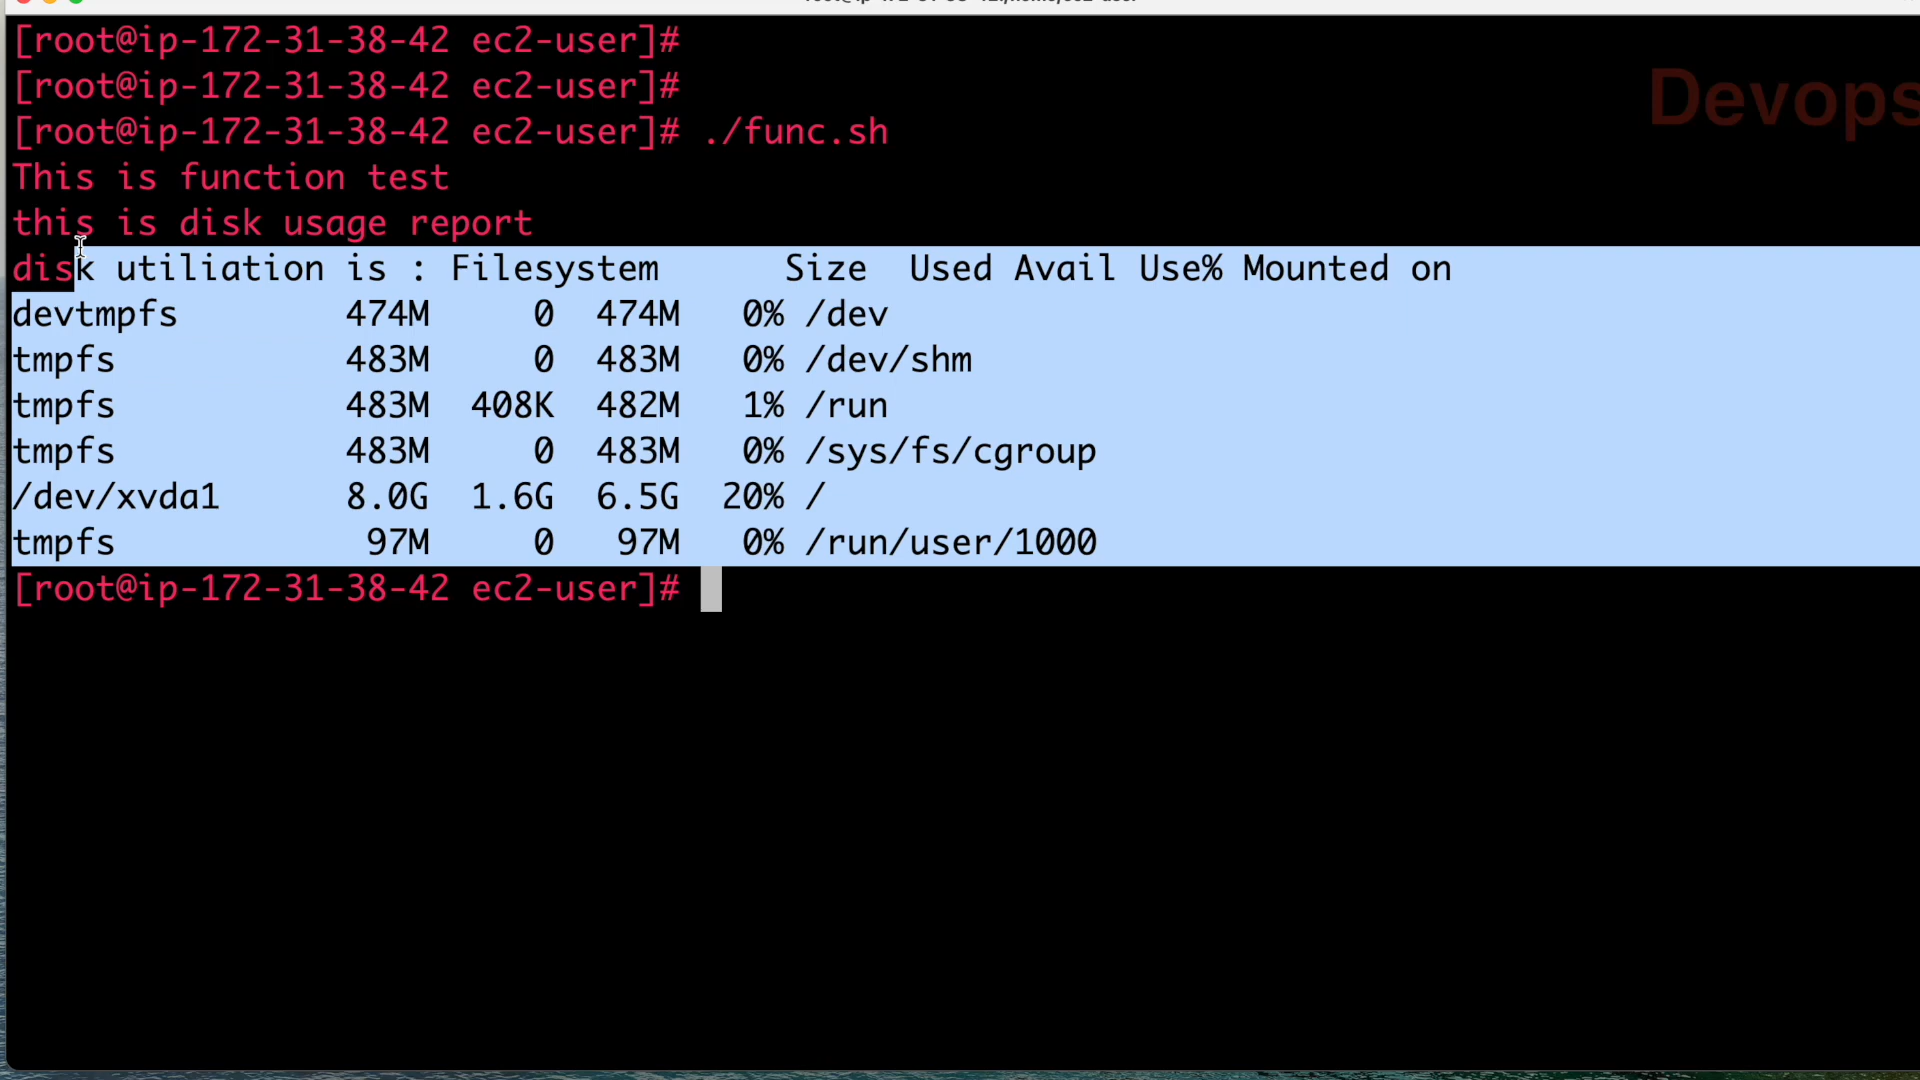 [root@ip-172-31-38-42 ec2-user]#
[root@ip-172-31-38-42 ec2-user]#
[root@ip-172-31-38-42 ec2-user]# ./func.sh
Devops
This is function test
this is disk usage report
disk utiliation is : Filesystem      Size  Used Avail Use% Mounted on
devtmpfs        474M     0  474M   0% /dev
tmpfs           483M     0  483M   0% /dev/shm
tmpfs           483M  408K  482M   1% /run
tmpfs           483M     0  483M   0% /sys/fs/cgroup
/dev/xvda1      8.0G  1.6G  6.5G  20% /
tmpfs            97M     0   97M   0% /run/user/1000
[root@ip-172-31-38-42 ec2-user]#